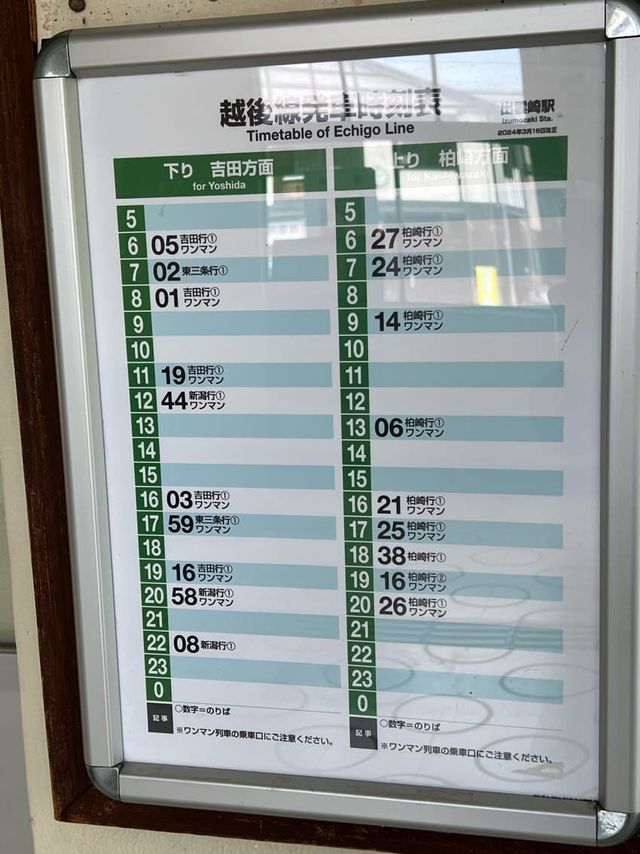 越後線発車時刻表
Timetable of Echigo Line
出雲崎駅
Izumozaki Sta.
2024年3月16日改正
下り 吉田方面
for Yoshida
5
6 05 吉田行① ワンマン
7 02 東三条行①
8 01 吉田行① ワンマン
9
10
11 19 吉田行① ワンマン
12 44 新潟行① ワンマン
13
14
15
16 03 吉田行① ワンマン
17 59 東三条行① ワンマン
18
19 16 吉田行① ワンマン
20 58 新潟行① ワンマン
21
22 08 新潟行①
23
0
記事
○数字=のりば
※ワンマン列車の乗車口にご注意ください。
上り 柏崎方面
for Kashiwazaki
5
6 27 柏崎行① ワンマン
7 24 柏崎行① ワンマン
8
9 14 柏崎行① ワンマン
10
11
12
13 06 柏崎行① ワンマン
14
15
16 21 柏崎行① ワンマン
17 25 柏崎行① ワンマン
18 38 柏崎行①
19 16 柏崎行② ワンマン
20 26 柏崎行① ワンマン
21
22
23
0
記事
○数字=のりば
※ワンマン列車の乗車口にご注意ください。